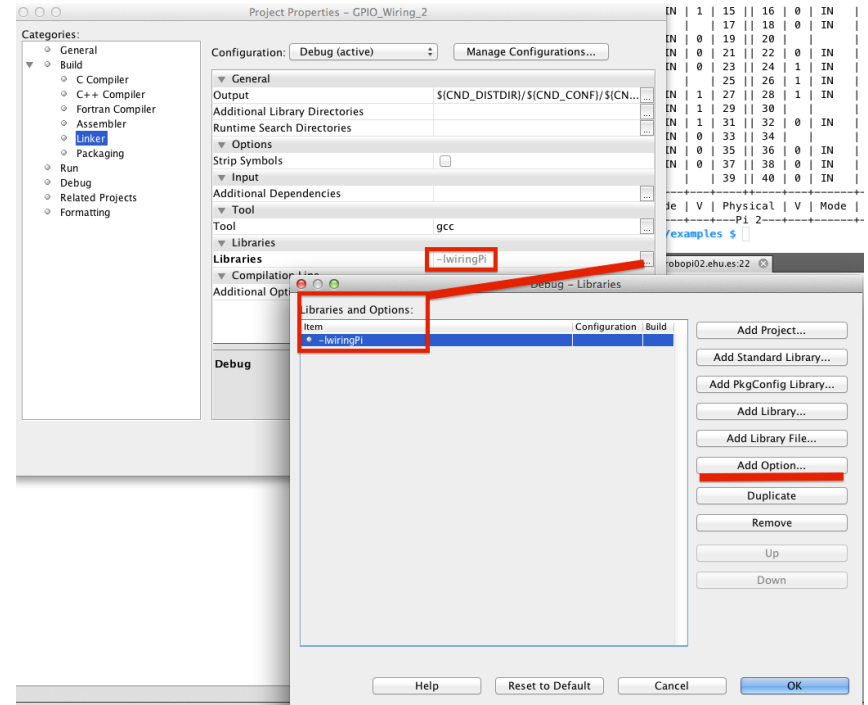 Project Properties – GPIO_Wiring_2
Categories:
General
Build
C Compiler
C++ Compiler
Fortran Compiler
Assembler
Linker
Packaging
Run
Debug
Related Projects
Formatting
Configuration: Debug (active) Manage Configurations...
General
Output ${CND_DISTDIR}/${CND_CONF}/${CN... ...
Additional Library Directories ...
Runtime Search Directories ...
Options
Strip Symbols
Input
Additional Dependencies ...
Tool
Tool gcc ...
Libraries
Libraries -lwiringPi ...
Compilation Line
Additional Opti
Debug
IN | 1 | 15 || 16 | 0 | IN |
| | 17 || 18 | 0 | IN |
IN | 0 | 19 || 20 | | |
IN | 0 | 21 || 22 | 0 | IN |
IN | 0 | 23 || 24 | 1 | IN |
| | 25 || 26 | 1 | IN |
IN | 1 | 27 || 28 | 1 | IN |
IN | 1 | 29 || 30 | | |
IN | 1 | 31 || 32 | 0 | IN |
IN | 0 | 33 || 34 | | |
IN | 0 | 35 || 36 | 0 | IN |
IN | 0 | 37 || 38 | 0 | IN |
| | 39 || 40 | 0 | IN |
---+---+----++----+---+------+-
de | V | Physical | V | Mode |
---+---+---Pi 2---+---+------+-
/examples $
robopi02.ehu.es:22
Debug – Libraries
Libraries and Options:
Item Configuration Build
-lwiringPi
Add Project...
Add Standard Library...
Add PkgConfig Library...
Add Library...
Add Library File...
Add Option...
Duplicate
Remove
Up
Down
Help Reset to Default Cancel OK